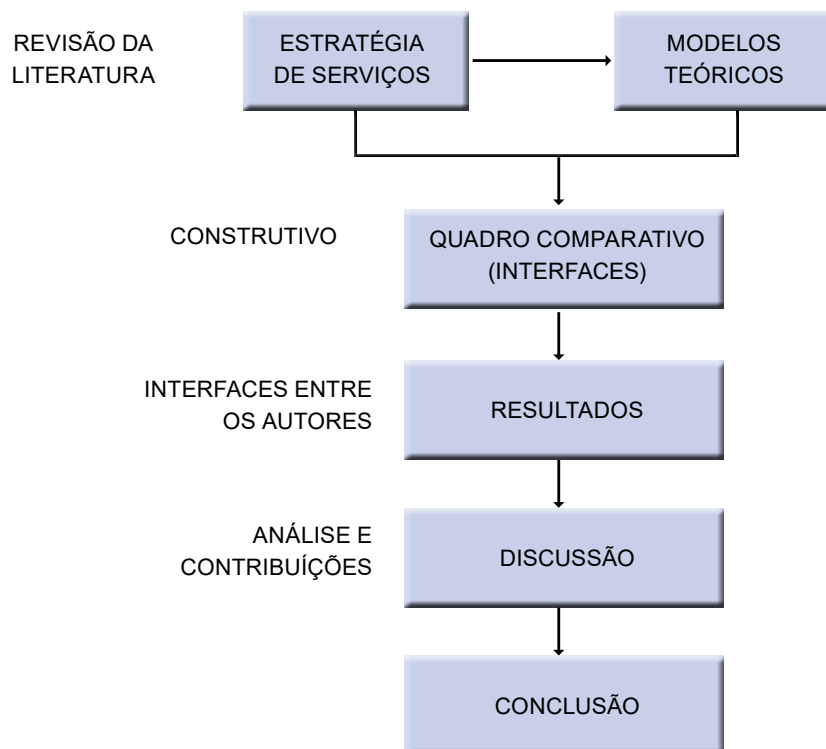 REVISÃO DA
LITERATURA
ESTRATÉGIA
DE SERVIÇOS
MODELOS
TEÓRICOS
CONSTRUTIVO
QUADRO COMPARATIVO
(INTERFACES)
INTERFACES ENTRE
OS AUTORES
RESULTADOS
ANÁLISE E
CONTRIBUÍÇÕES
DISCUSSÃO
CONCLUSÃO